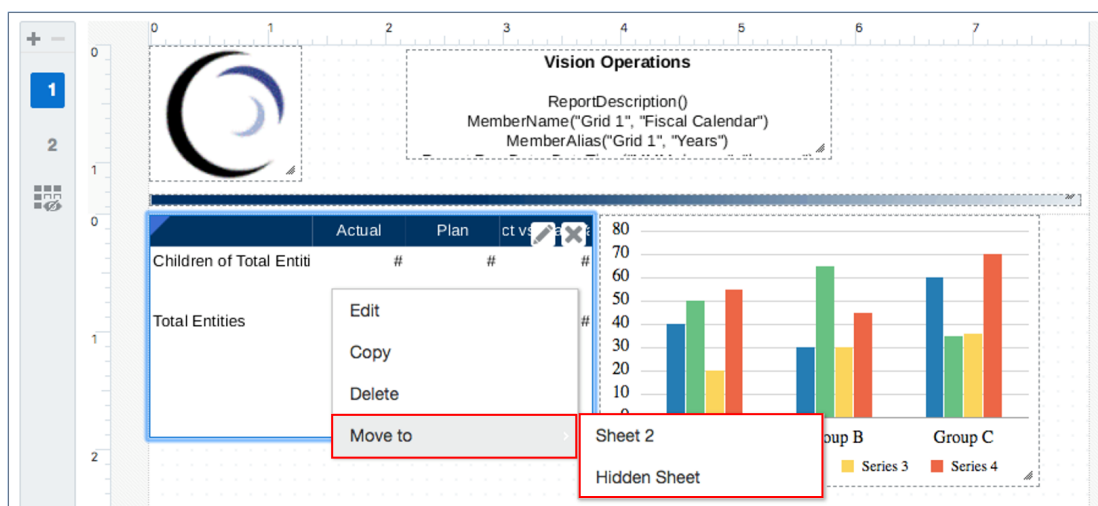 0 1 2 3 4 5 6 7
1
2
0
1
0
1
2
Vision Operations
ReportDescription()
MemberName("Grid 1", "Fiscal Calendar")
MemberAlias("Grid 1", "Years")
Actual Plan
Children of Total Entiti # # #
Total Entities #
Edit
Copy
Delete
Move to
Sheet 2
Hidden Sheet
80
70
60
50
40
30
20
10
0
oup B Group C
Series 3 Series 4